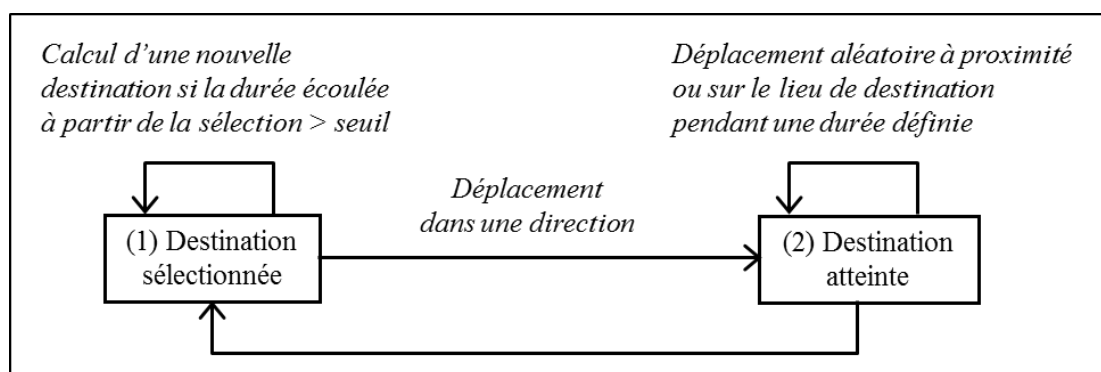 Calcul d'une nouvelle
destination si la durée écoulée
à partir de la sélection > seuil
Déplacement aléatoire à proximité
ou sur le lieu de destination
pendant une durée définie
Déplacement
dans une direction
(1) Destination
sélectionnée
(2) Destination
atteinte